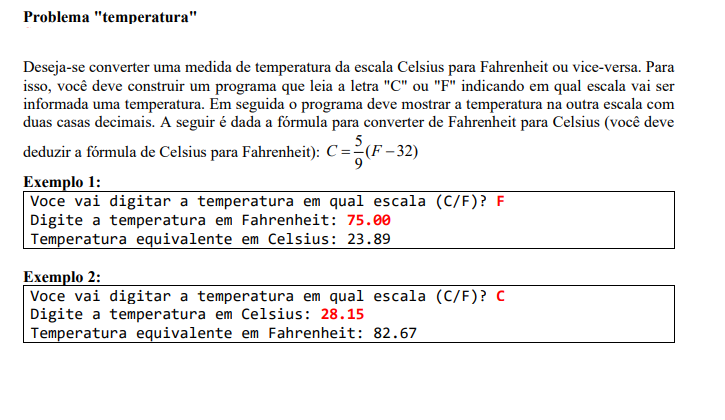 Problema "temperatura"
Deseja-se converter uma medida de temperatura da escala Celsius para Fahrenheit ou vice-versa. Para
isso, você deve construir um programa que leia a letra "C" ou "F" indicando em qual escala vai ser
informada uma temperatura. Em seguida o programa deve mostrar a temperatura na outra escala com
duas casas decimais. A seguir é dada a fórmula para converter de Fahrenheit para Celsius (você deve
deduzir a fórmula de Celsius para Fahrenheit): C = 5/9 (F − 32)
Exemplo 1:
Voce vai digitar a temperatura em qual escala (C/F)? F
Digite a temperatura em Fahrenheit: 75.00
Temperatura equivalente em Celsius: 23.89
Exemplo 2:
Voce vai digitar a temperatura em qual escala (C/F)? C
Digite a temperatura em Celsius: 28.15
Temperatura equivalente em Fahrenheit: 82.67